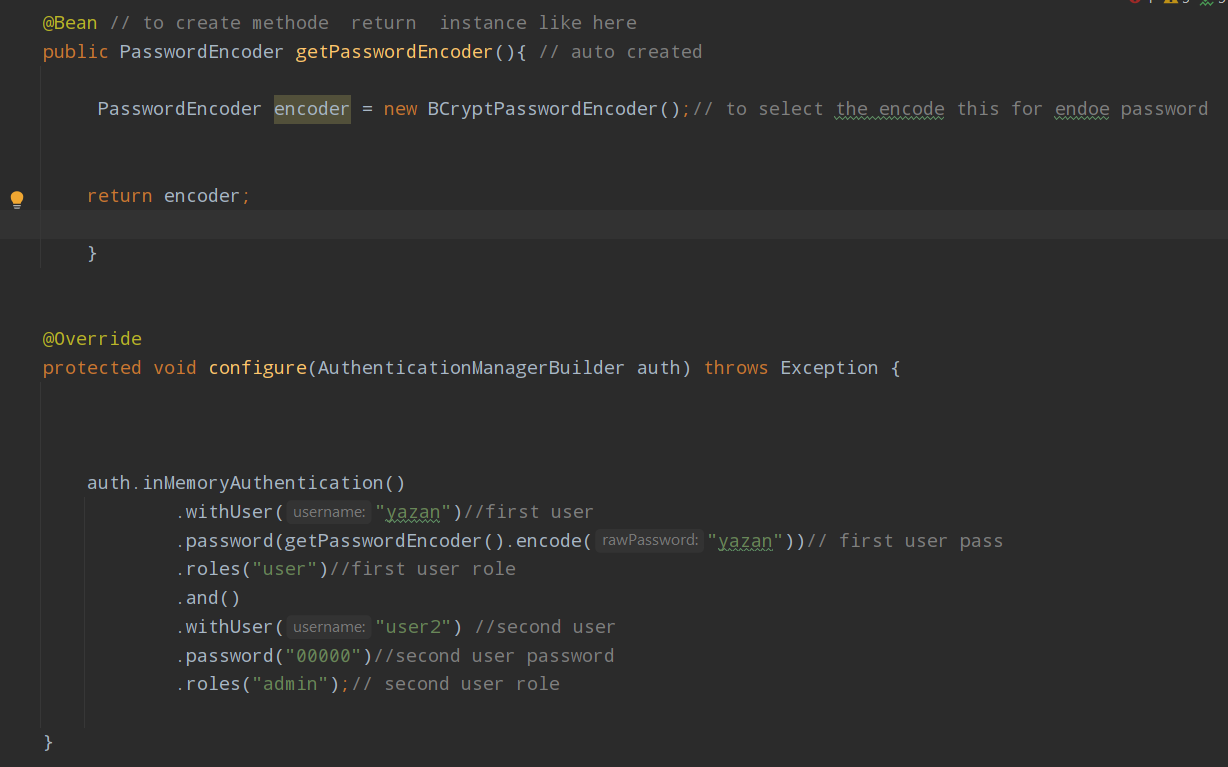 @Bean // to create methode  return  instance like here
public PasswordEncoder getPasswordEncoder(){ // auto created
PasswordEncoder encoder = new BCryptPasswordEncoder();// to select the encode this for endoe password
return encoder;
}
@Override
protected void configure(AuthenticationManagerBuilder auth) throws Exception {
auth.inMemoryAuthentication()
.withUser( username: "yazan")//first user
.password(getPasswordEncoder().encode( rawPassword: "yazan"))// first user pass
.roles("user")//first user role
.and()
.withUser( username: "user2") //second user
.password("00000")//second user password
.roles("admin");// second user role
}